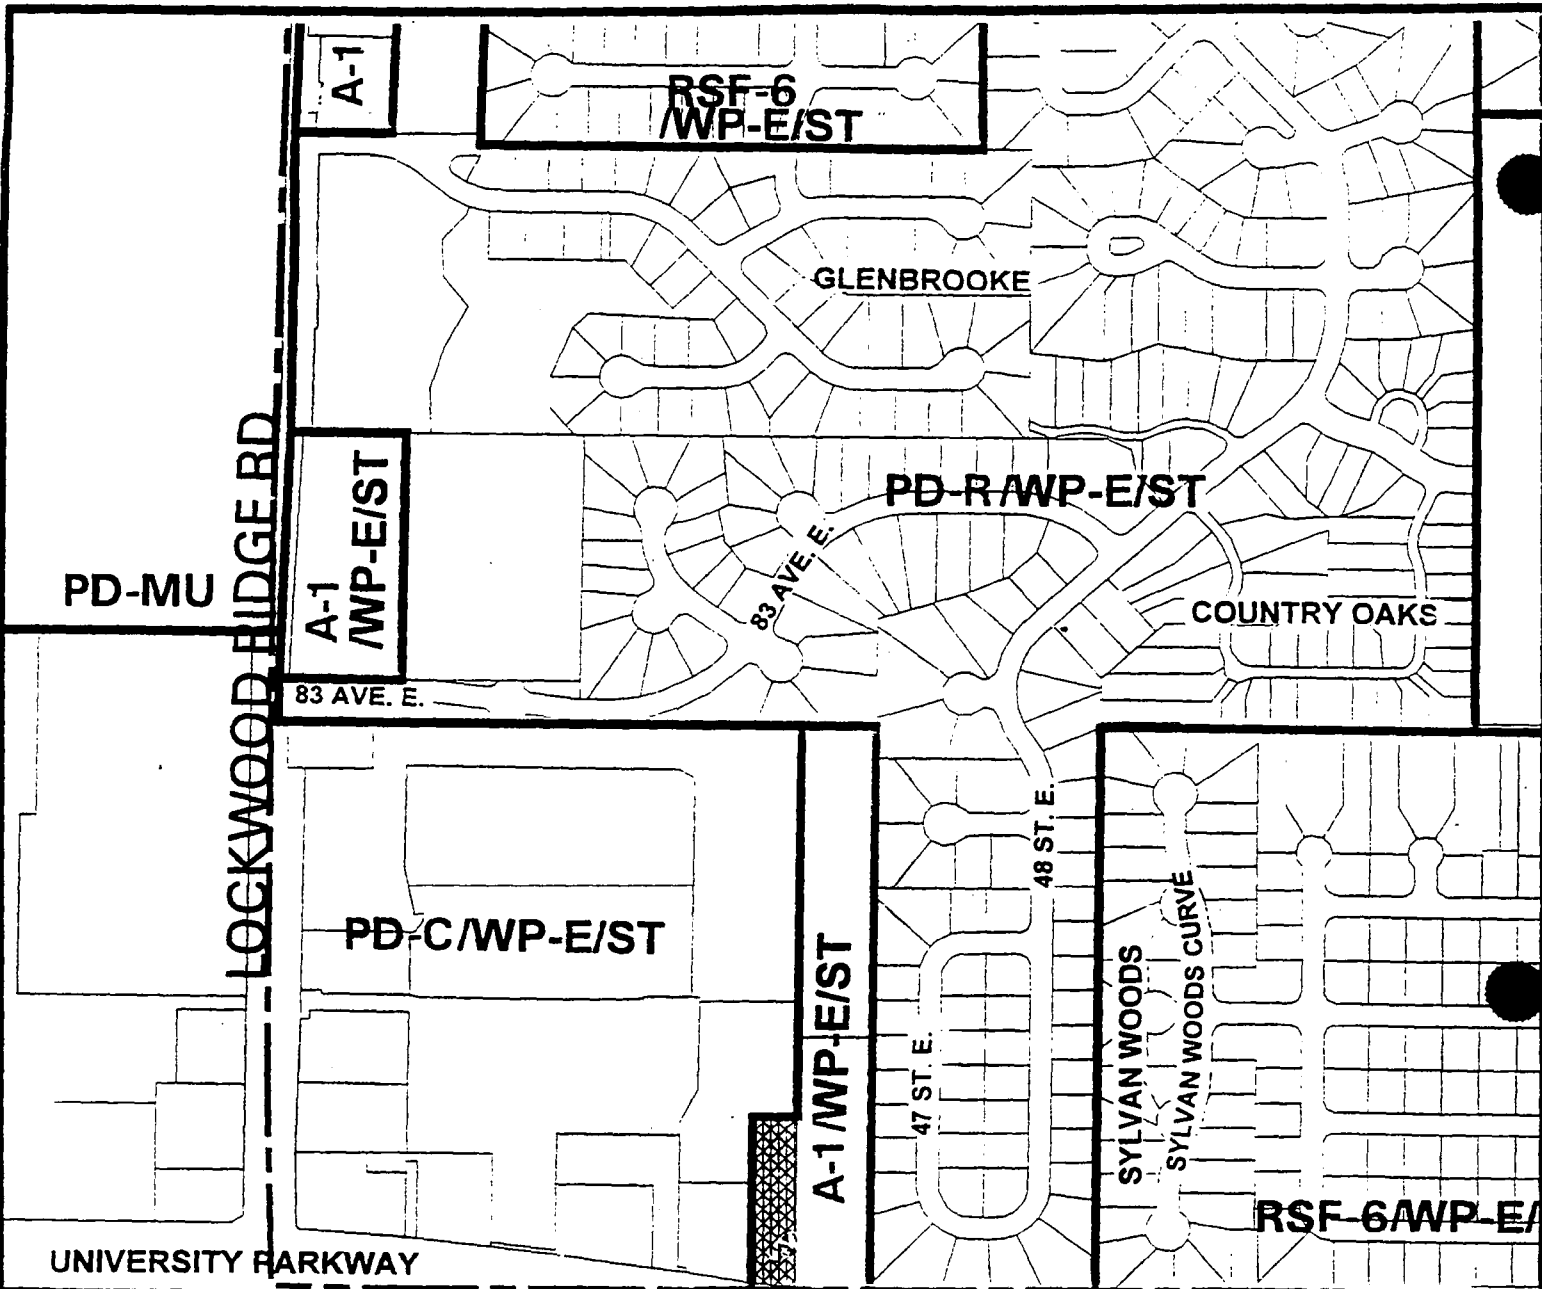 A-1
RSF-6
/WP-E/ST
GLENBROOKE
LOCKWOOD RIDGE RD
A-1
/WP-E/ST
PD-R/WP-E/ST
83 AVE. E.
PD-MU
COUNTRY OAKS
83 AVE. E.
48 ST. E.
PD-C/WP-E/ST
A-1/WP-E/ST
47 ST. E.
SYLVAN WOODS
SYLVAN WOODS CURVE
RSF-6/WP-E/
UNIVERSITY PARKWAY